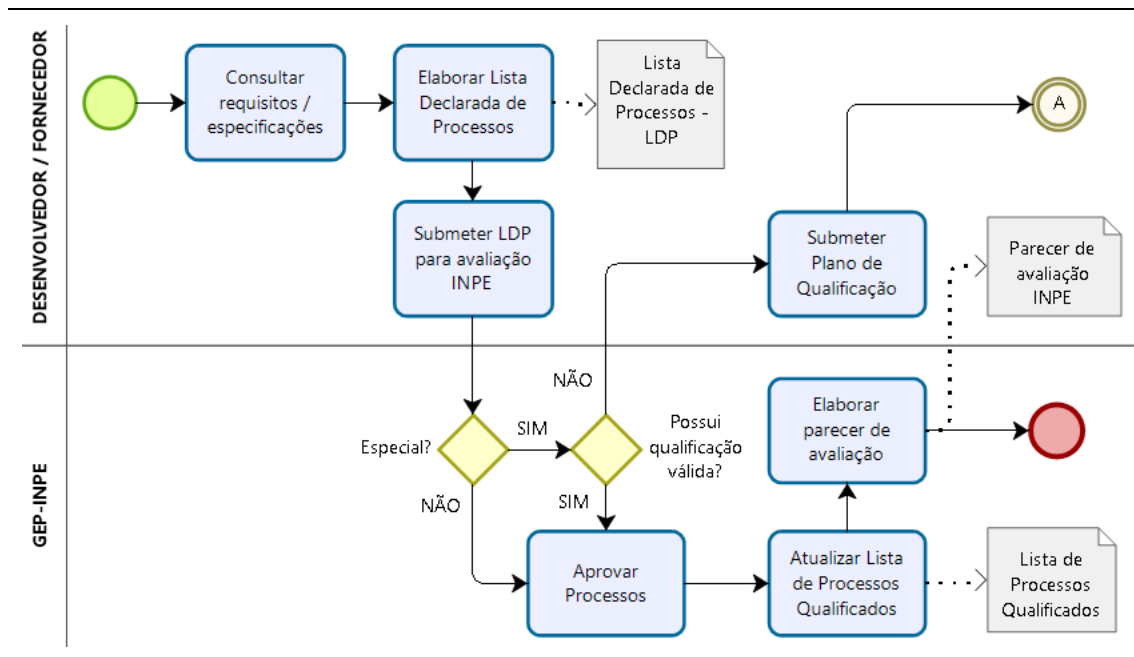 DESENVOLVEDOR / FORNECEDOR
Consultar
requisitos /
especificações
Elaborar Lista
Declarada de
Processos
Lista
Declarada de
Processos -
LDP
A
Submeter LDP
para avaliação
INPE
Submeter
Plano de
Qualificação
Parecer de
avaliação
INPE
GEP-INPE
Especial?
SIM
NÃO
NÃO
Possui
qualificação
válida?
SIM
Elaborar
parecer de
avaliação
Aprovar
Processos
Atualizar Lista
de Processos
Qualificados
Lista de
Processos
Qualificados